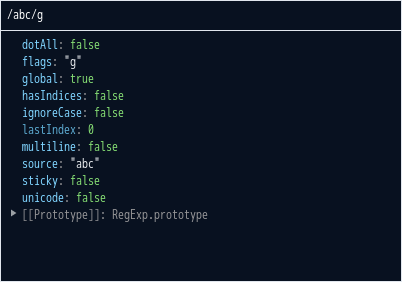 /abc/g
dotAll: false
flags: "g"
global: true
hasIndices: false
ignoreCase: false
lastIndex: 0
multiline: false
source: "abc"
sticky: false
unicode: false
[[Prototype]]: RegExp.prototype